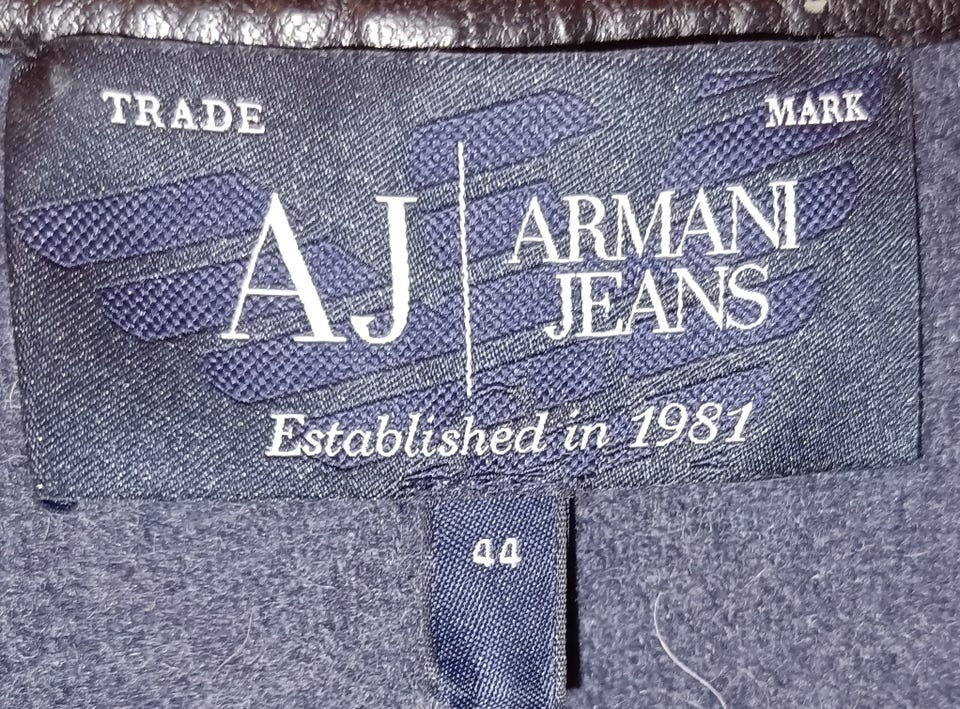 TRADE MARK
AJ ARMANI
JEANS
Established in 1981
44